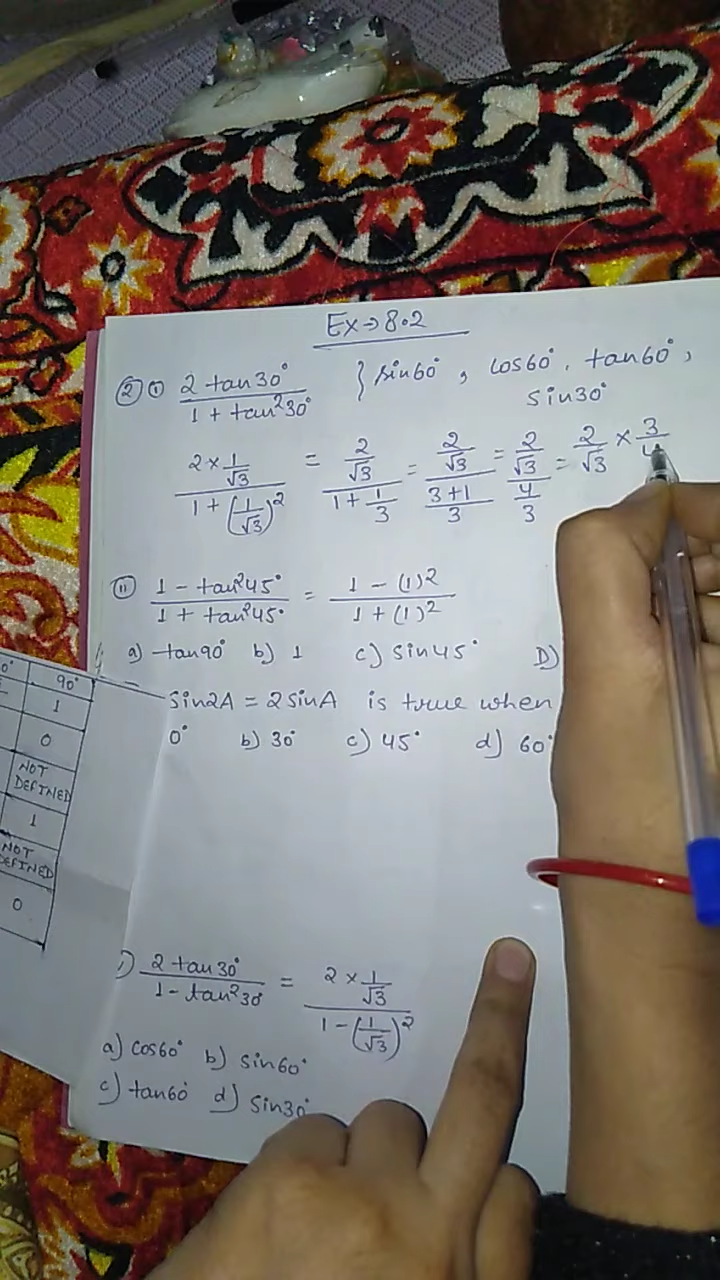 Ex→8.2
② ① 2 tan30° / 1 + tan²30° } sin60°, cos60°, tan60°,
sin30°
2×1/√3 / 1+(1/√3)² = 2/√3 / 1+1/3 = 2/√3 / 3+1/3 = 2/√3 / 4/3 = 2/√3 × 3/4
⑪ 1 - tan²45° / 1 + tan²45° = 1 - (1)² / 1 + (1)²
a) tan90° b) 1 c) sin45° D)
sin2A = 2sinA is true when
0° b) 30° c) 45° d) 60°
90°
1
0
NOT DEFINED
1
NOT DEFINED
0
) 2 tan30° / 1 - tan²30° = 2×1/√3 / 1-(1/√3)²
a) cos60° b) sin60°
c) tan60 d) sin30°